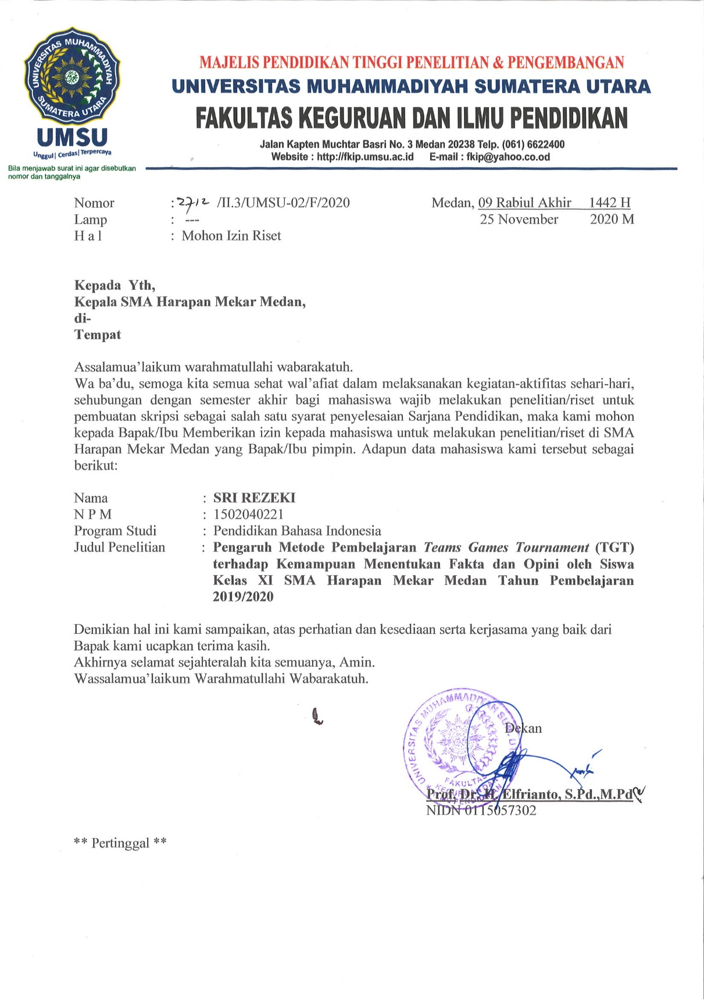 UNIVERSITAS MUHAMMADIYAH
SUMATERA UTARA
UMSU
Unggul | Cerdas | Terpercaya
Bila menjawab surat ini agar disebutkan
nomor dan tanggalnya
MAJELIS PENDIDIKAN TINGGI PENELITIAN & PENGEMBANGAN
UNIVERSITAS MUHAMMADIYAH SUMATERA UTARA
FAKULTAS KEGURUAN DAN ILMU PENDIDIKAN
Jalan Kapten Muchtar Basri No. 3 Medan 20238 Telp. (061) 6622400
Website : http://fkip.umsu.ac.id E-mail : fkip@yahoo.co.od
Nomor : 2712 /II.3/UMSU-02/F/2020 Medan, 09 Rabiul Akhir 1442 H
Lamp : --- 25 November 2020 M
H a l : Mohon Izin Riset
Kepada Yth,
Kepala SMA Harapan Mekar Medan,
di-
Tempat
Assalamua’laikum warahmatullahi wabarakatuh.
Wa ba’du, semoga kita semua sehat wal’afiat dalam melaksanakan kegiatan-aktifitas sehari-hari,
sehubungan dengan semester akhir bagi mahasiswa wajib melakukan penelitian/riset untuk
pembuatan skripsi sebagai salah satu syarat penyelesaian Sarjana Pendidikan, maka kami mohon
kepada Bapak/Ibu Memberikan izin kepada mahasiswa untuk melakukan penelitian/riset di SMA
Harapan Mekar Medan yang Bapak/Ibu pimpin. Adapun data mahasiswa kami tersebut sebagai
berikut:
Nama : SRI REZEKI
N P M : 1502040221
Program Studi : Pendidikan Bahasa Indonesia
Judul Penelitian : Pengaruh Metode Pembelajaran Teams Games Tournament (TGT)
terhadap Kemampuan Menentukan Fakta dan Opini oleh Siswa
Kelas XI SMA Harapan Mekar Medan Tahun Pembelajaran
2019/2020
Demikian hal ini kami sampaikan, atas perhatian dan kesediaan serta kerjasama yang baik dari
Bapak kami ucapkan terima kasih.
Akhirnya selamat sejahteralah kita semuanya, Amin.
Wassalamua’laikum Warahmatullahi Wabarakatuh.
UNIVERSITAS MUHAMMADIYAH SUM.
FAKULTAS
KEGURUAN DAN
Dekan
Prof. Dr. H. Elfrianto, S.Pd.,M.Pd
NIDN 0115057302
** Pertinggal **